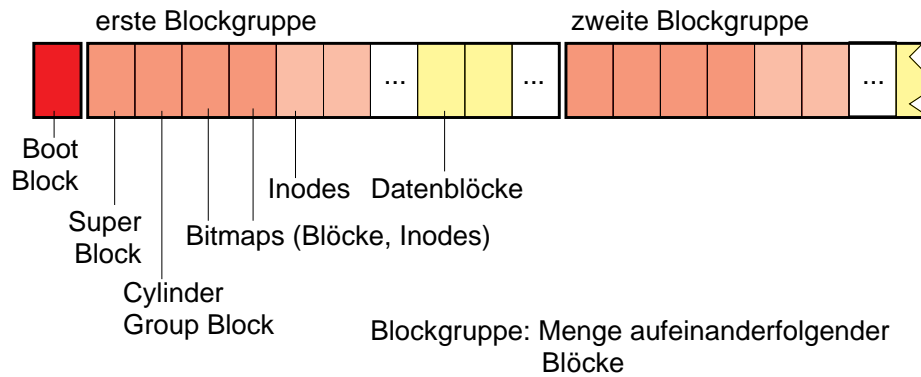 erste Blockgruppe
zweite Blockgruppe
... ... ...
Boot
Block
Inodes
Datenblöcke
Super
Block
Bitmaps (Blöcke, Inodes)
Cylinder
Group Block
Blockgruppe: Menge aufeinanderfolgender
Blöcke